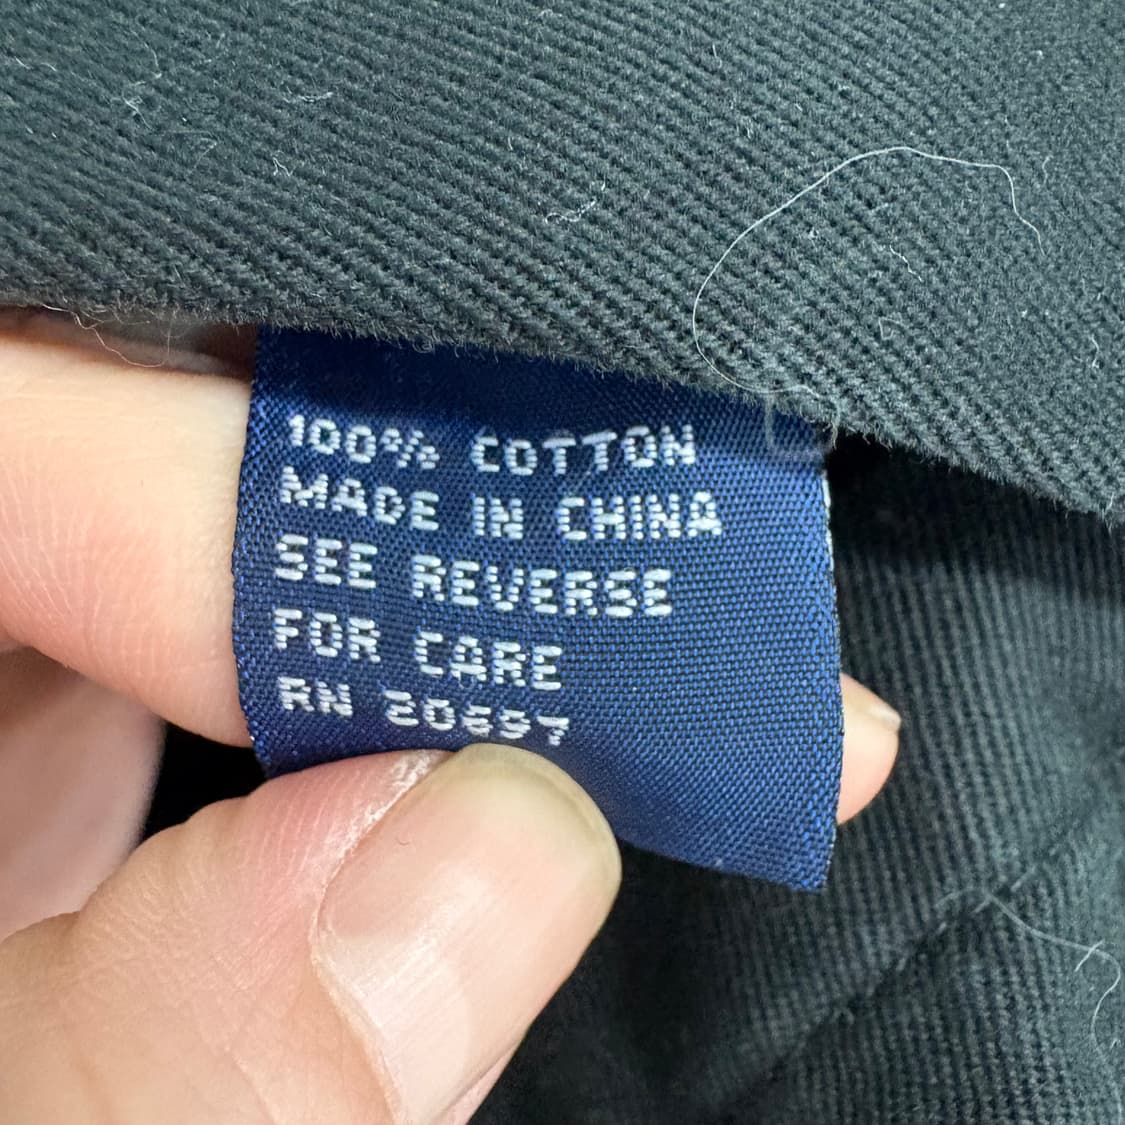 100% COTTON
MADE IN CHINA
SEE REVERSE
FOR CARE
RN 20697